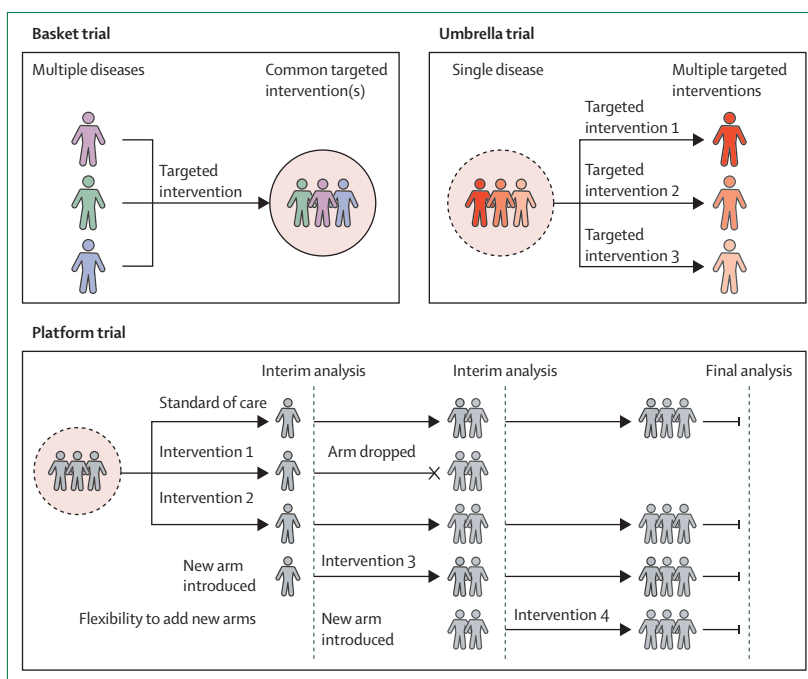 Basket trial
Multiple diseases
Common targeted
intervention(s)
Targeted
intervention
Umbrella trial
Single disease
Multiple targeted
interventions
Targeted
intervention 1
Targeted
intervention 2
Targeted
intervention 3
Platform trial
Interim analysis
Interim analysis
Final analysis
Standard of care
Intervention 1
Arm dropped
Intervention 2
New arm
introduced
Intervention 3
Flexibility to add new arms
New arm
introduced
Intervention 4